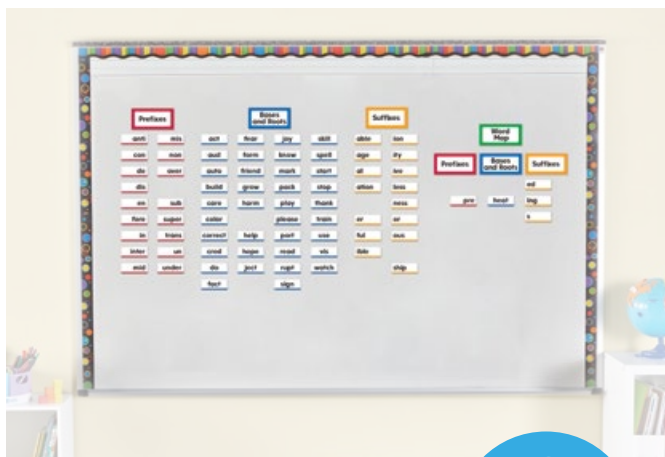 Prefixes
anti mis
con non
de over
dis
en sub
fore super
in trans
inter un
mid under
Bases
and Roots
act fear joy skill
aud form know spell
auto friend mark start
build grow pack stop
care harm play thank
color please train
correct help port use
cred hope read vis
do ject rupt watch
fact sign
Suffixes
able ion
age ity
al ive
ation less
ness
er or
ful ous
ible
ship
Word
Map
Prefixes
Bases
and Roots
Suffixes
ed
pre heat ing
s